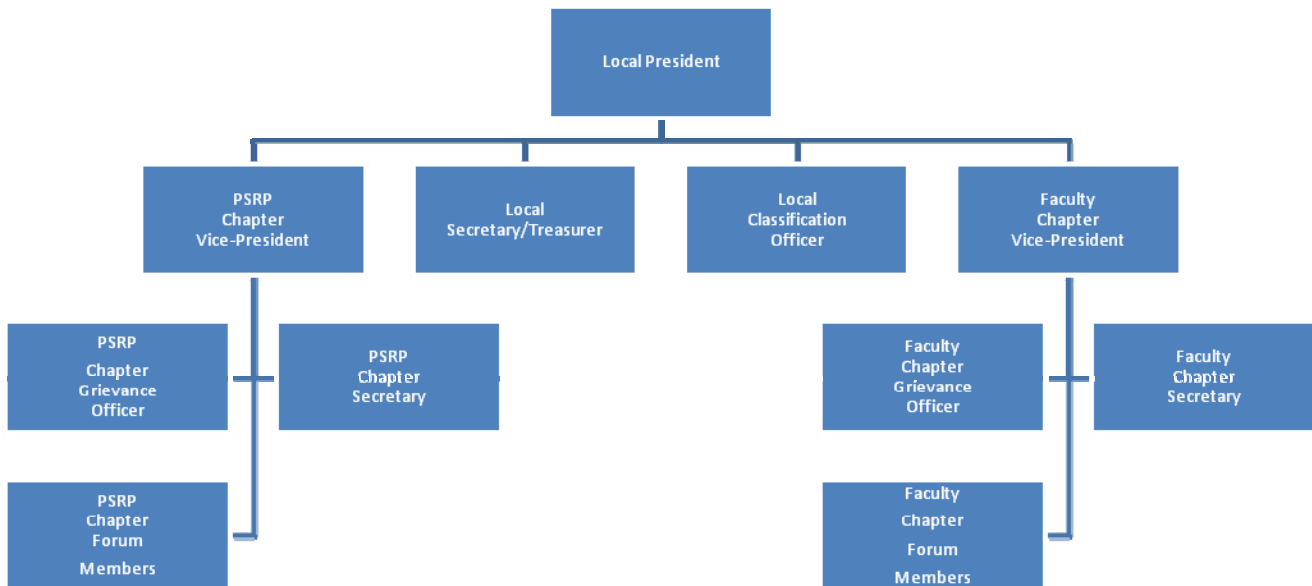 Local President
PSRP
Chapter
Vice-President
Local
Secretary/Treasurer
Local
Classification
Officer
Faculty
Chapter
Vice-President
PSRP
Chapter
Grievance
Officer
PSRP
Chapter
Secretary
Faculty
Chapter
Grievance
Officer
Faculty
Chapter
Secretary
PSRP
Chapter
Forum
Members
Faculty
Chapter
Forum
Members